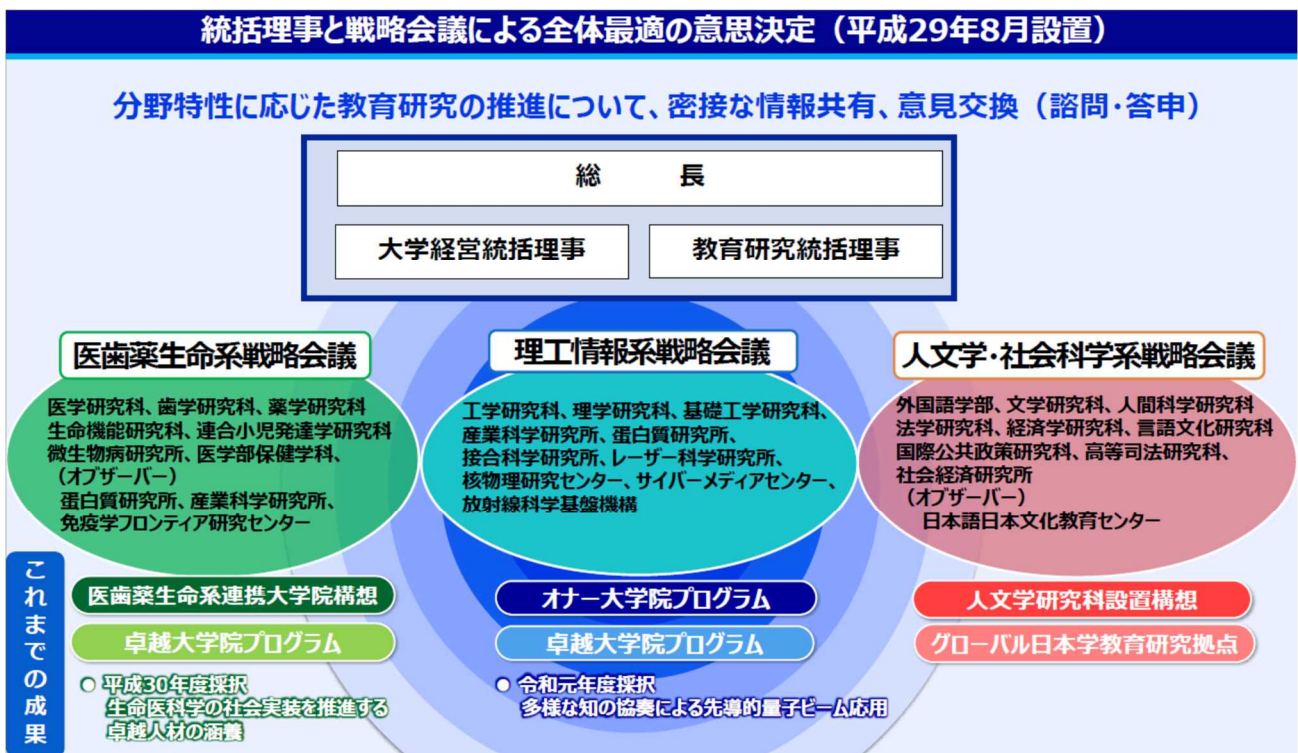 統括理事と戦略会議による全体最適の意思決定（平成29年8月設置）
分野特性に応じた教育研究の推進について、密接な情報共有、意見交換（諮問・答申）
総　　　長
大学経営統括理事
教育研究統括理事
医歯薬生命系戦略会議
医学研究科、歯学研究科、薬学研究科
生命機能研究科、連合小児発達学研究科
微生物病研究所、医学部保健学科、
（オブザーバー）
蛋白質研究所、産業科学研究所、
免疫学フロンティア研究センター
理工情報系戦略会議
工学研究科、理学研究科、基礎工学研究科、
産業科学研究所、蛋白質研究所、
接合科学研究所、レーザー科学研究所、
核物理研究センター、サイバーメディアセンター、
放射線科学基盤機構
人文学・社会科学系戦略会議
外国語学部、文学研究科、人間科学研究科
法学研究科、経済学研究科、言語文化研究科
国際公共政策研究科、高等司法研究科、
社会経済研究所
（オブザーバー）
日本語日本文化教育センター
これまでの成果
医歯薬生命系連携大学院構想
卓越大学院プログラム
○ 平成30年度採択
生命医科学の社会実装を推進する
卓越人材の涵養
オナー大学院プログラム
卓越大学院プログラム
○ 令和元年度採択
多様な知の協奏による先導的量子ビーム応用
人文学研究科設置構想
グローバル日本学教育研究拠点